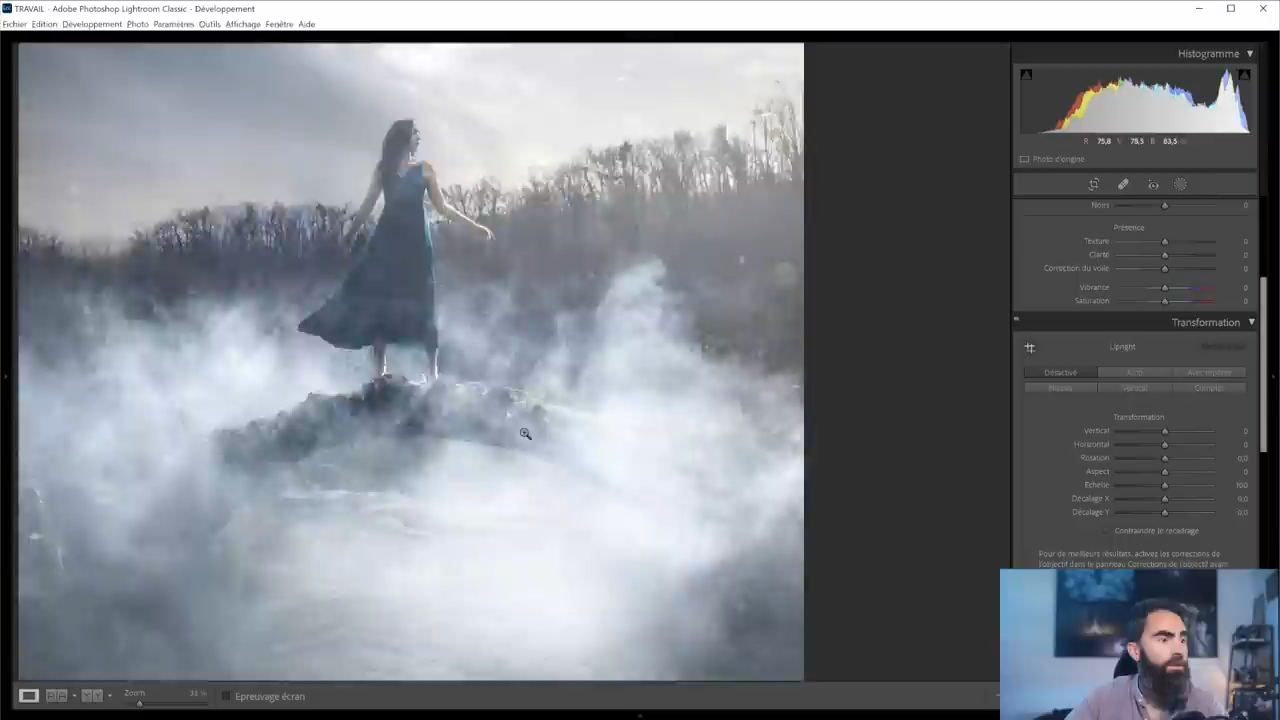 TRAVAIL - Adobe Photoshop Lightroom Classic - Développement
Fichier Edition Développement Photo Paramètres Outils Affichage Fenêtre Aide
Histogramme
R 75,8 V 78,5 B 83,5 %
Photo d'origine
Noirs 0
Présence
Texture 0
Clarté 0
Correction du voile 0
Vibrance 0
Saturation 0
Transformation
Upright
Désactivé Auto Avec repères
Niveau Vertical Complet
Transformation
Vertical 0
Horizontal 0
Rotation 0,0
Aspect 0
Echelle 100
Décalage X 0,0
Décalage Y 0,0
Contraindre le recadrage
Pour de meilleurs résultats, activez les corrections de
l'objectif dans le panneau Corrections de l'objectif avant
Zoom 33 %
Epreuvage écran